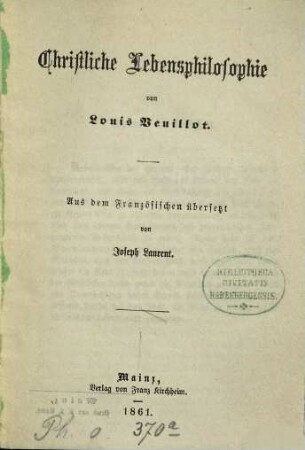 Christliche Lebensphilosophie
von
Louis Veuillot.
Aus dem Französischen übersetzt
von
Joseph Laurent.
BIBLIOTHECA
CIVITATIS
BABENBERGENSIS.
Mainz,
Verlag von Franz Kirchheim.
1861.
Ph. o. 370a